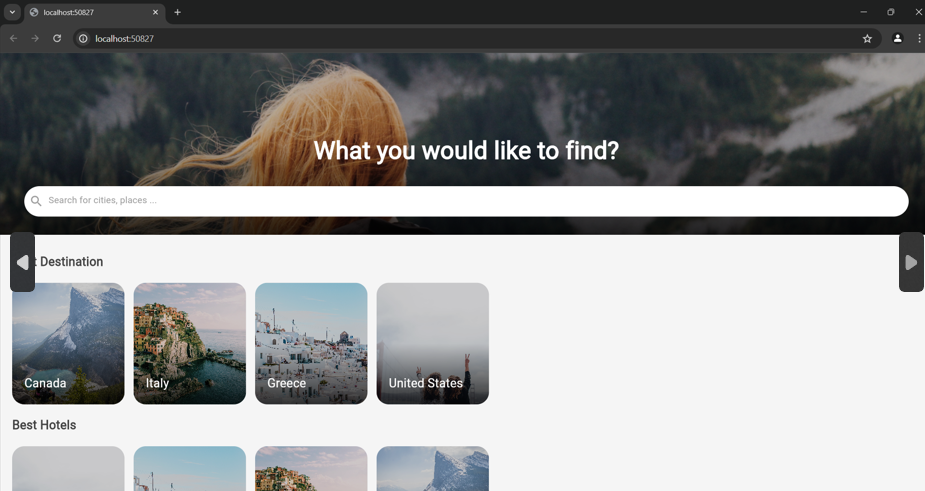 localhost:50827
localhost:50827
What you would like to find?
Search for cities, places ...
t Destination
Canada
Italy
Greece
United States
Best Hotels